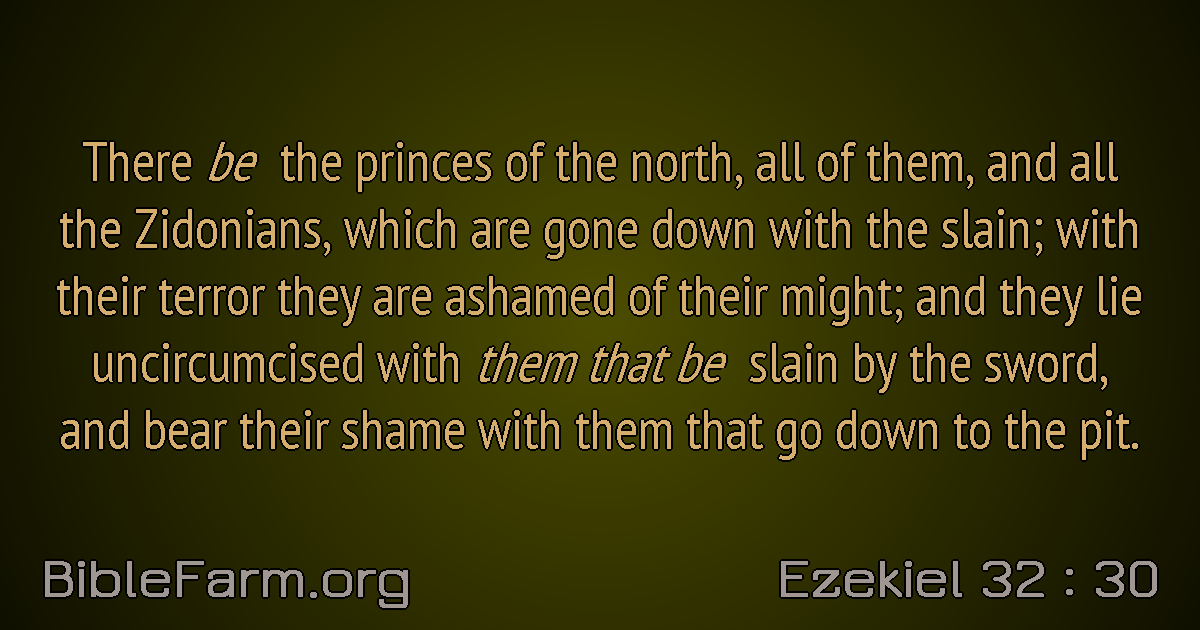 There be the princes of the north, all of them, and all
the Zidonians, which are gone down with the slain; with
their terror they are ashamed of their might; and they lie
uncircumcised with them that be slain by the sword,
and bear their shame with them that go down to the pit.
BibleFarm.org
Ezekiel 32 : 30